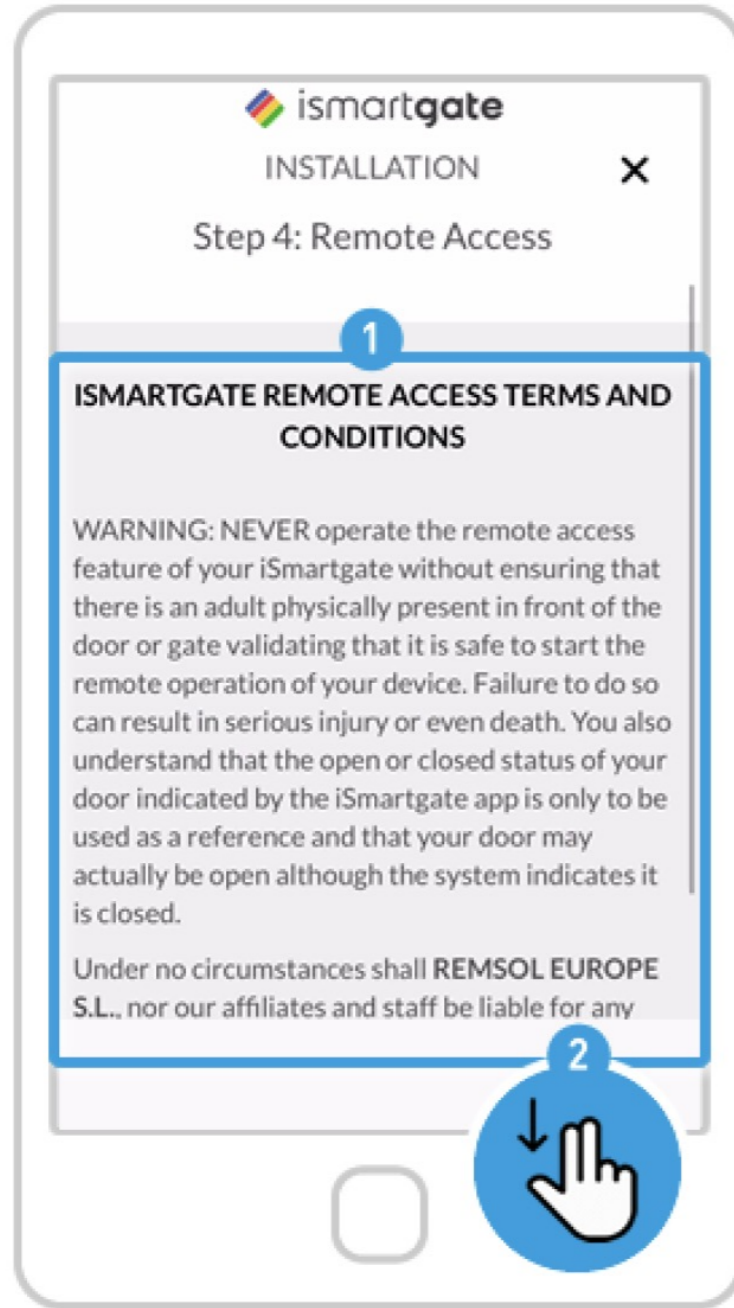 ismartgate
INSTALLATION
Step 4: Remote Access
1
ISMARTGATE REMOTE ACCESS TERMS AND
CONDITIONS
WARNING: NEVER operate the remote access
feature of your iSmartgate without ensuring that
there is an adult physically present in front of the
door or gate validating that it is safe to start the
remote operation of your device. Failure to do so
can result in serious injury or even death. You also
understand that the open or closed status of your
door indicated by the iSmartgate app is only to be
used as a reference and that your door may
actually be open although the system indicates it
is closed.
Under no circumstances shall REMSOL EUROPE
S.L., nor our affiliates and staff be liable for any
2